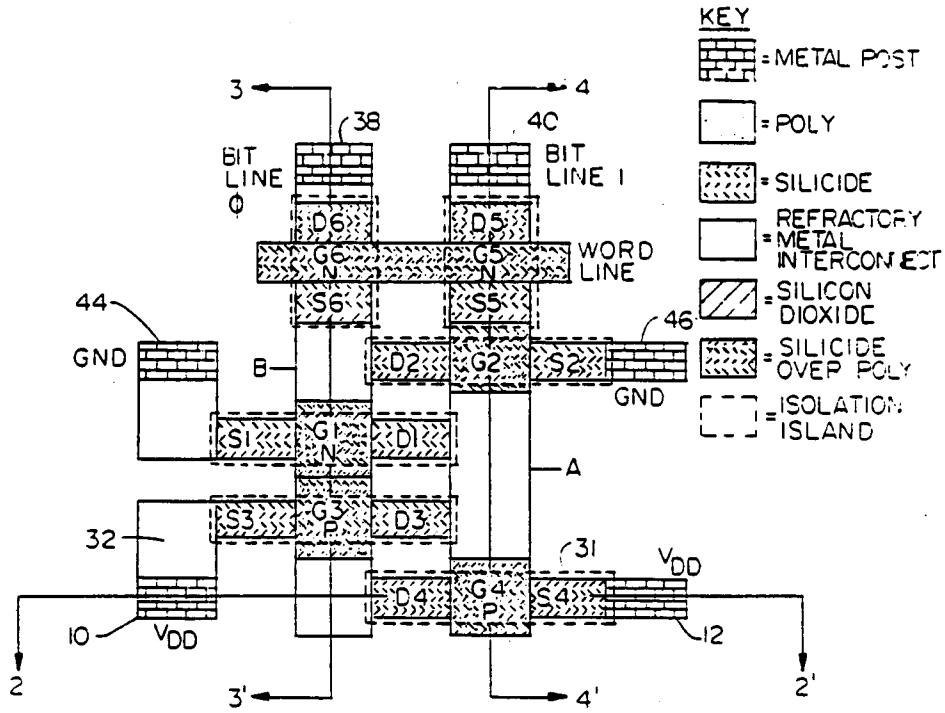 KEY
= METAL POST
= POLY
= SILICIDE
= REFRACTORY
METAL
INTERCONNECT
= SILICON
DIOXIDE
= SILICIDE
OVER POLY
= ISOLATION
ISLAND
3
4
38
40
BIT
LINE
Φ
BIT
LINE 1
D6
D5
G6
N
G5
N
WORD
LINE
S6
S5
44
46
GND
B
D2
G2
S2
GND
S1
G1
N
D1
A
S3
G3
P
D3
32
31
VDD
D4
G4
P
S4
10
VDD
12
2
2'
3'
4'